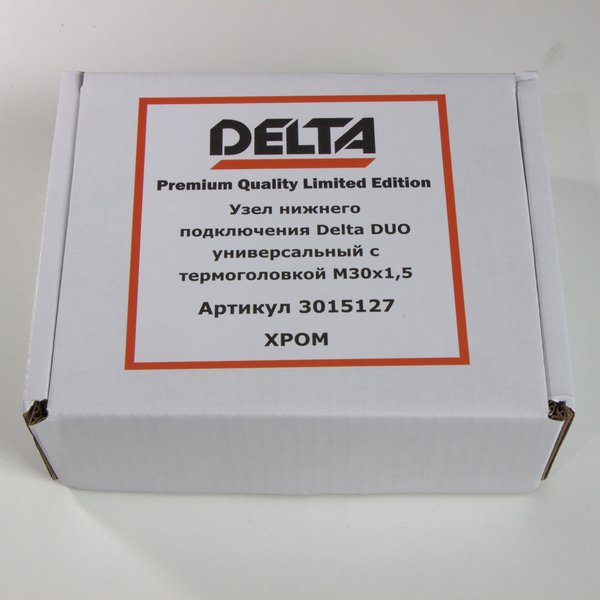 DELTA
Premium Quality Limited Edition
Узел нижнего
подключения Delta DUO
универсальный с
термоголовкой М30х1,5
Артикул 3015127
ХРОМ